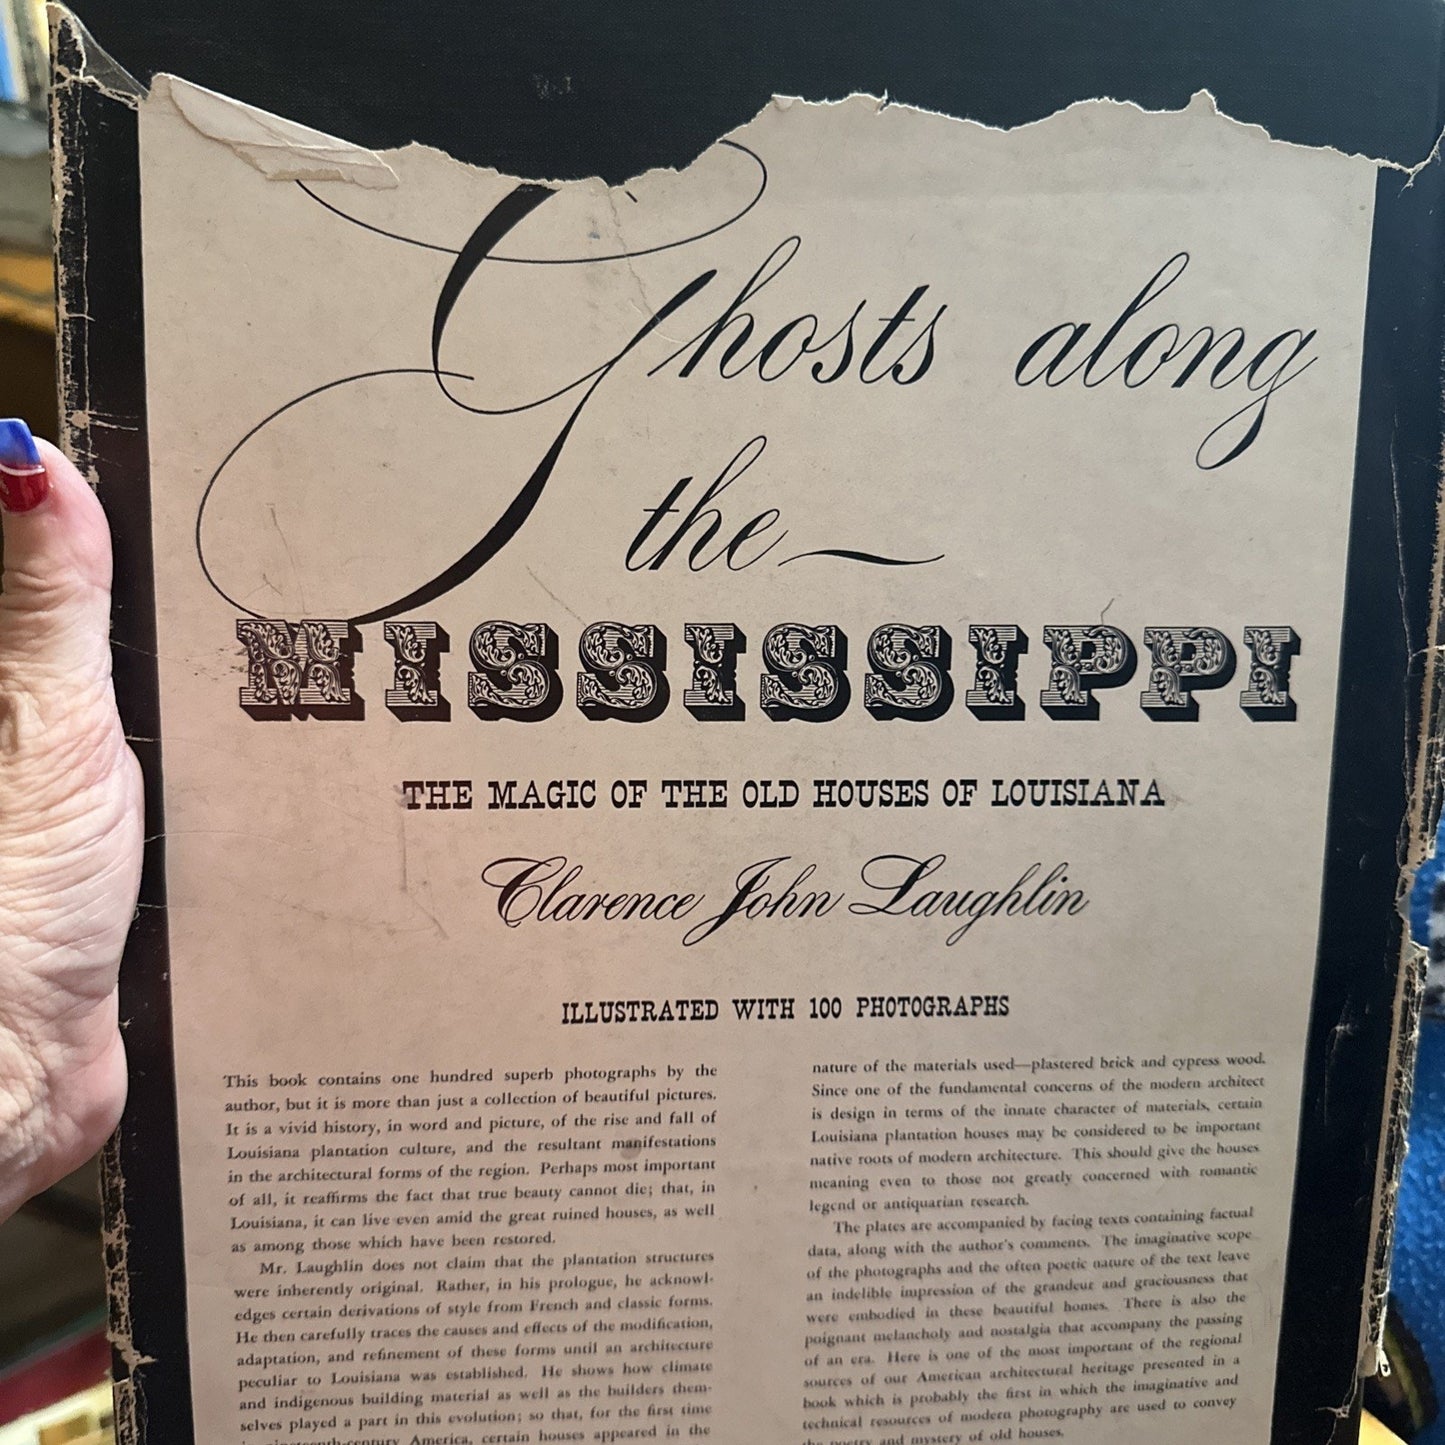 Ghosts along
the
MISSISSIPPI
THE MAGIC OF THE OLD HOUSES OF LOUISIANA
Clarence John Laughlin
ILLUSTRATED WITH 100 PHOTOGRAPHS
This book contains one hundred superb photographs by the
author, but it is more than just a collection of beautiful pictures.
It is a vivid history, in word and picture, of the rise and fall of
Louisiana plantation culture, and the resultant manifestations
in the architectural forms of the region. Perhaps most important
of all, it reaffirms the fact that true beauty cannot die; that, in
Louisiana, it can live even amid the great ruined houses, as well
as among those which have been restored.
Mr. Laughlin does not claim that the plantation structures
were inherently original. Rather, in his prologue, he acknowl-
edges certain derivations of style from French and classic forms.
He then carefully traces the causes and effects of the modification,
adaptation, and refinement of these forms until an architecture
peculiar to Louisiana was established. He shows how climate
and indigenous building material as well as the builders them-
selves played a part in this evolution; so that, for the first time
in nineteenth-century America, certain houses appeared in the
nature of the materials used—plastered brick and cypress wood.
Since one of the fundamental concerns of the modern architect
is design in terms of the innate character of materials, certain
Louisiana plantation houses may be considered to be important
native roots of modern architecture. This should give the houses
meaning even to those not greatly concerned with romantic
legend or antiquarian research.
The plates are accompanied by facing texts containing factual
data, along with the author's comments. The imaginative scope
of the photographs and the often poetic nature of the text leave
an indelible impression of the grandeur and graciousness that
were embodied in these beautiful homes. There is also the
poignant melancholy and nostalgia that accompany the passing
of an era. Here is one of the most important of the regional
sources of our American architectural heritage presented in a
book which is probably the first in which the imaginative and
technical resources of modern photography are used to convey
the poetry and mystery of old houses.